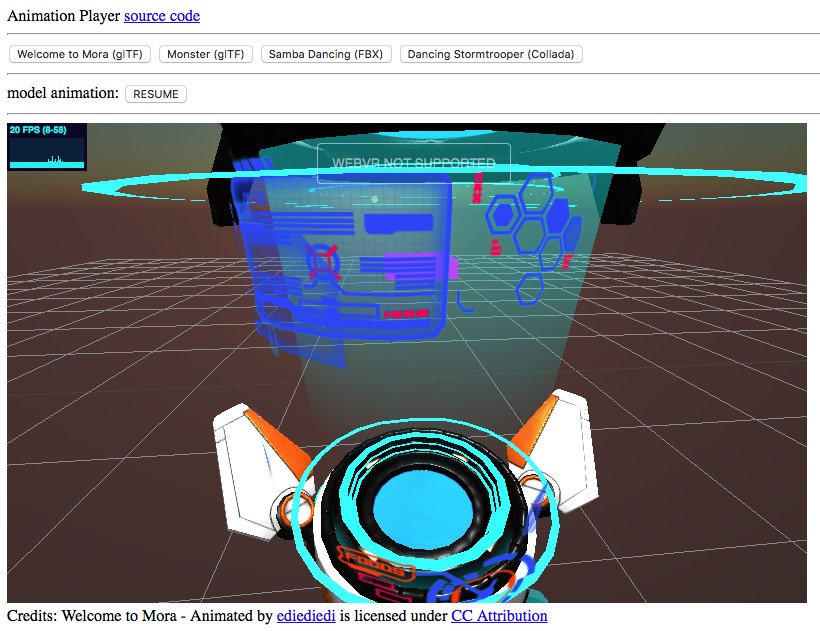 Animation Player source code
Welcome to Mora (glTF) Monster (glTF) Samba Dancing (FBX) Dancing Stormtrooper (Collada)
model animation: RESUME
20 FPS (8-58)
WEBVR NOT SUPPORTED
Credits: Welcome to Mora - Animated by ediediedi is licensed under CC Attribution